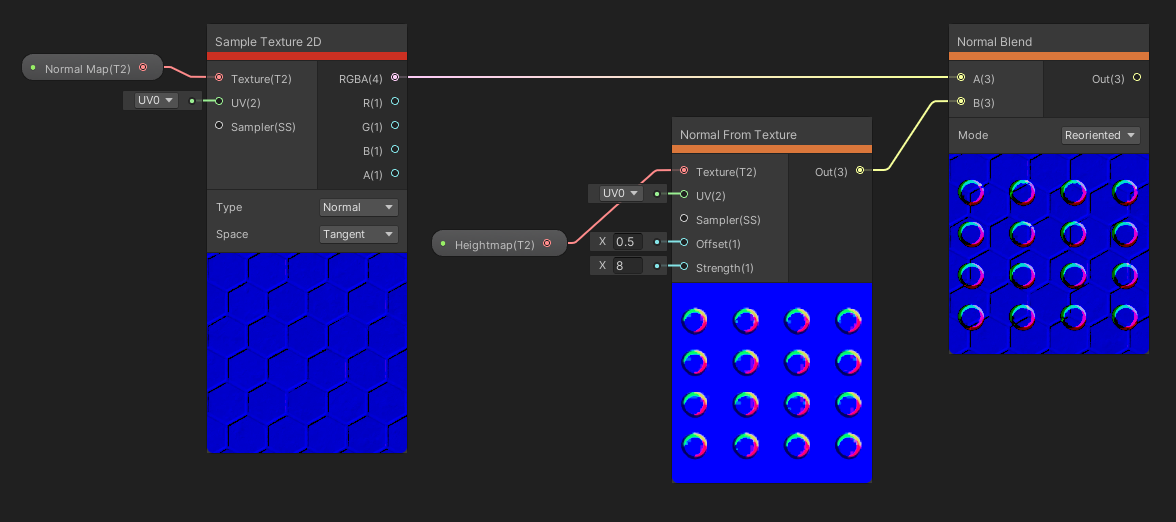 Normal Map(T2)
Sample Texture 2D
Texture(T2)
RGBA(4)
UV0
UV(2)
R(1)
Sampler(SS)
G(1)
B(1)
A(1)
Type
Normal
Space
Tangent
Heightmap(T2)
Normal From Texture
Texture(T2)
Out(3)
UV0
UV(2)
Sampler(SS)
X 0.5
Offset(1)
X 8
Strength(1)
Normal Blend
A(3)
Out(3)
B(3)
Mode
Reoriented